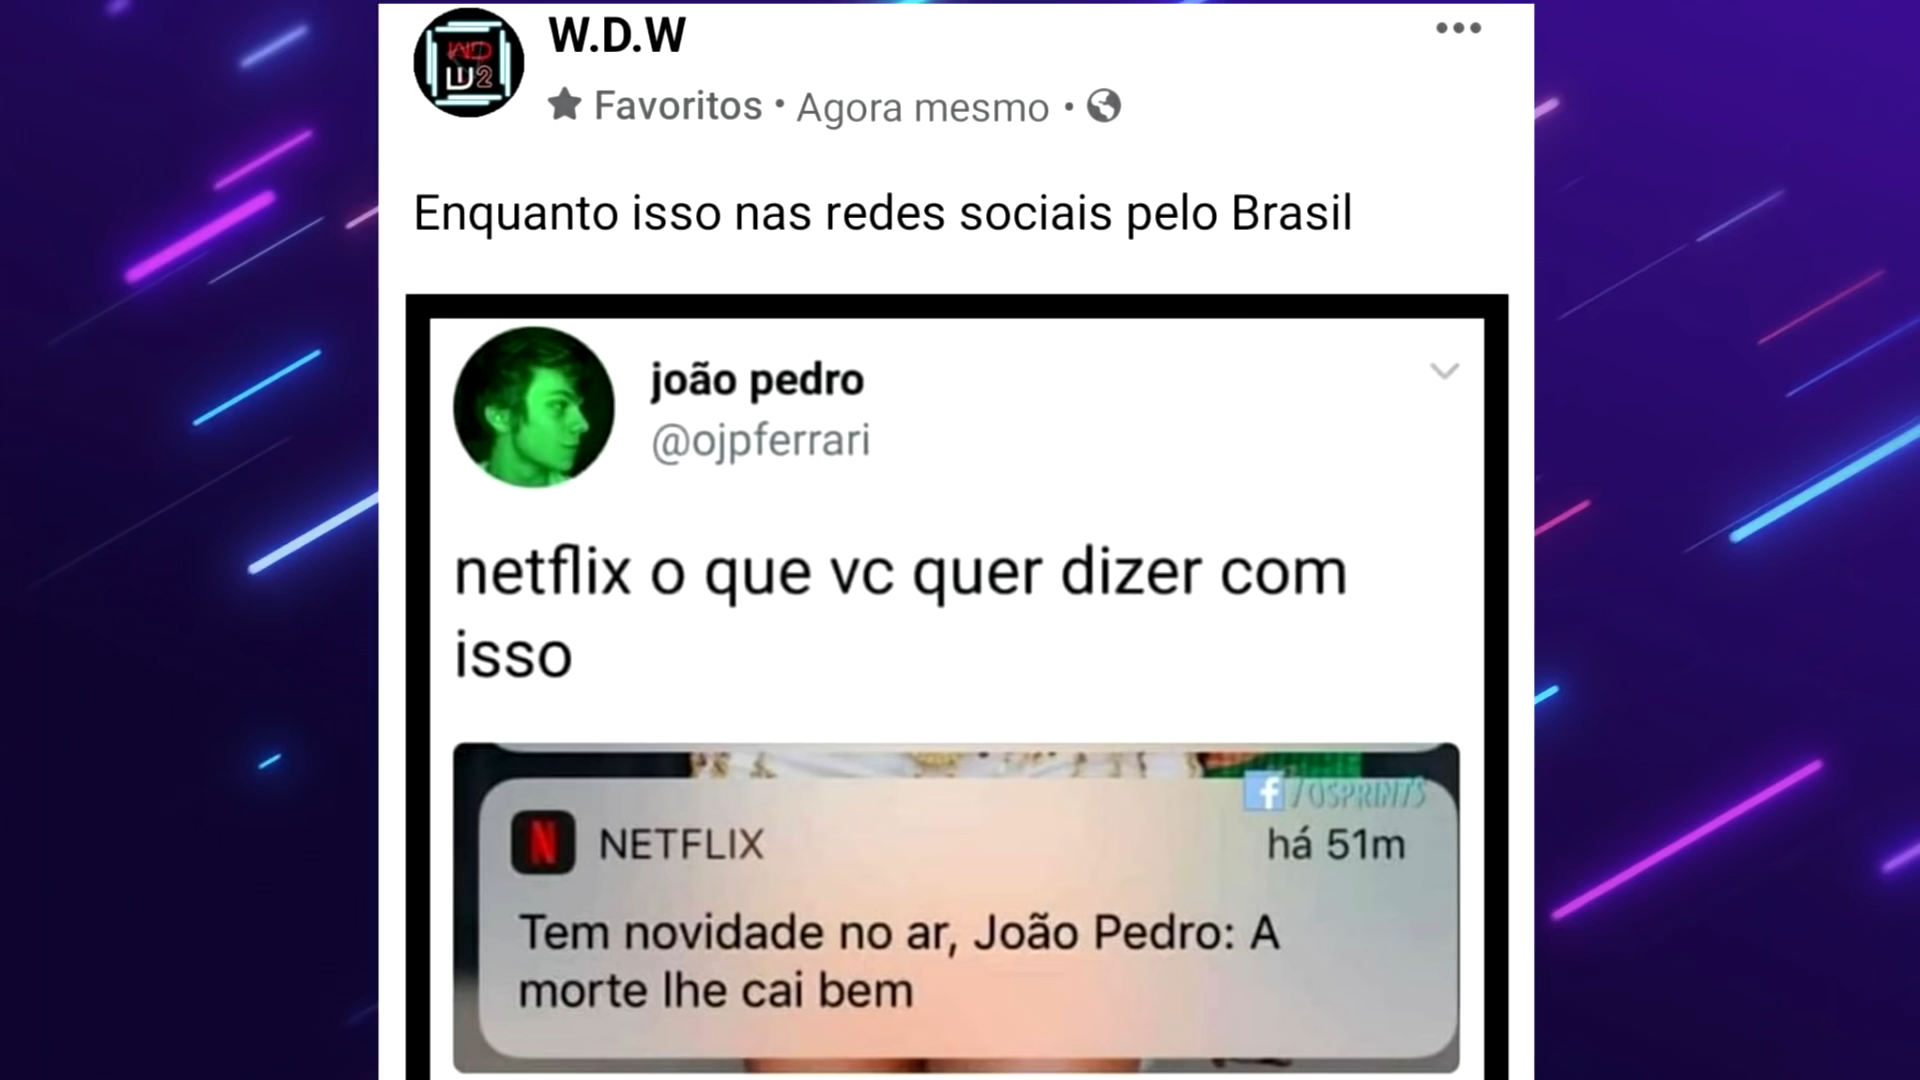 W.D.W
Favoritos • Agora mesmo •
Enquanto isso nas redes sociais pelo Brasil
joão pedro
@ojpferrari
netflix o que vc quer dizer com
isso
f /OSPRINTS
NETFLIX
há 51m
Tem novidade no ar, João Pedro: A
morte lhe cai bem